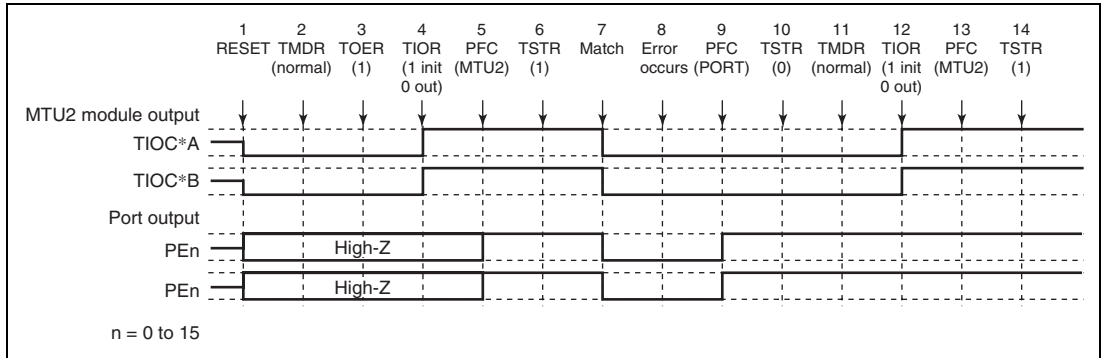 1 2 3 4 5 6 7 8 9 10 11 12 13 14
RESET TMDR TOER TIOR PFC TSTR Match Error PFC TSTR TMDR TIOR PFC TSTR
(normal) (1) (1 init (MTU2) (1) occurs (PORT) (0) (normal) (1 init (MTU2) (1)
0 out) 0 out)
MTU2 module output
TIOC*A
TIOC*B
Port output
PEn High-Z
PEn High-Z
n = 0 to 15